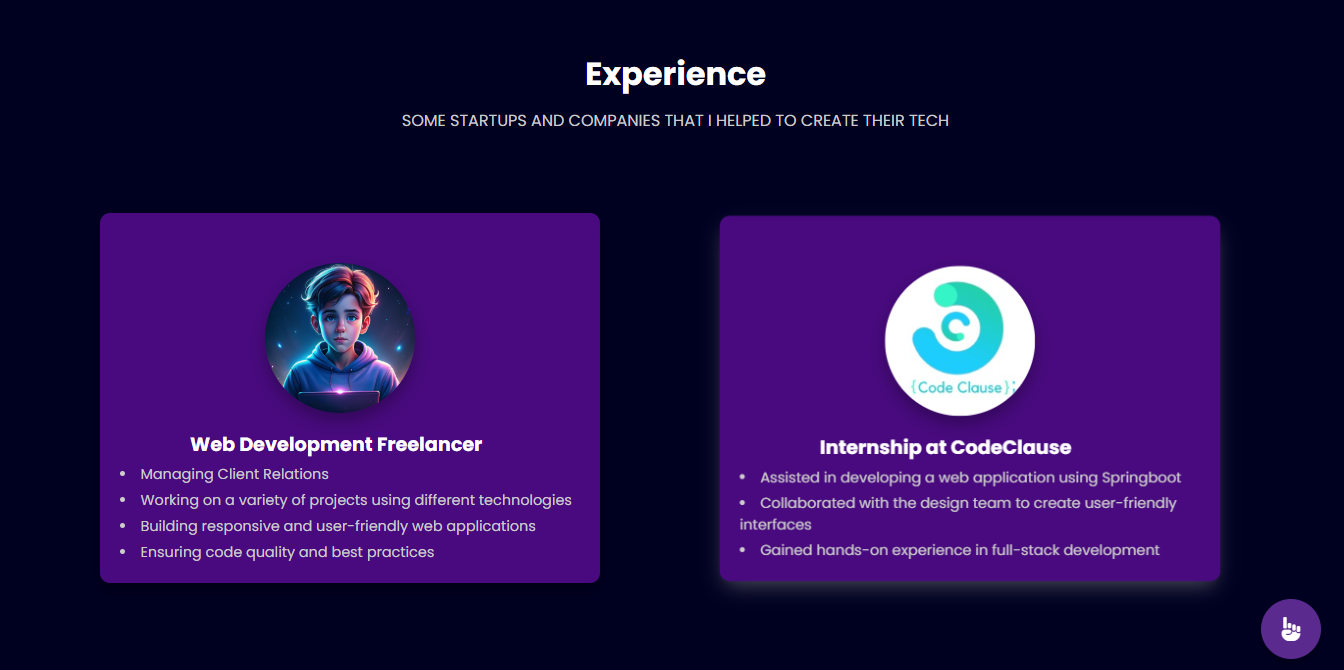 Experience
SOME STARTUPS AND COMPANIES THAT I HELPED TO CREATE THEIR TECH
Web Development Freelancer
• Managing Client Relations
• Working on a variety of projects using different technologies
• Building responsive and user-friendly web applications
• Ensuring code quality and best practices
{Code Clause};
Internship at CodeClause
• Assisted in developing a web application using Springboot
• Collaborated with the design team to create user-friendly
interfaces
• Gained hands-on experience in full-stack development